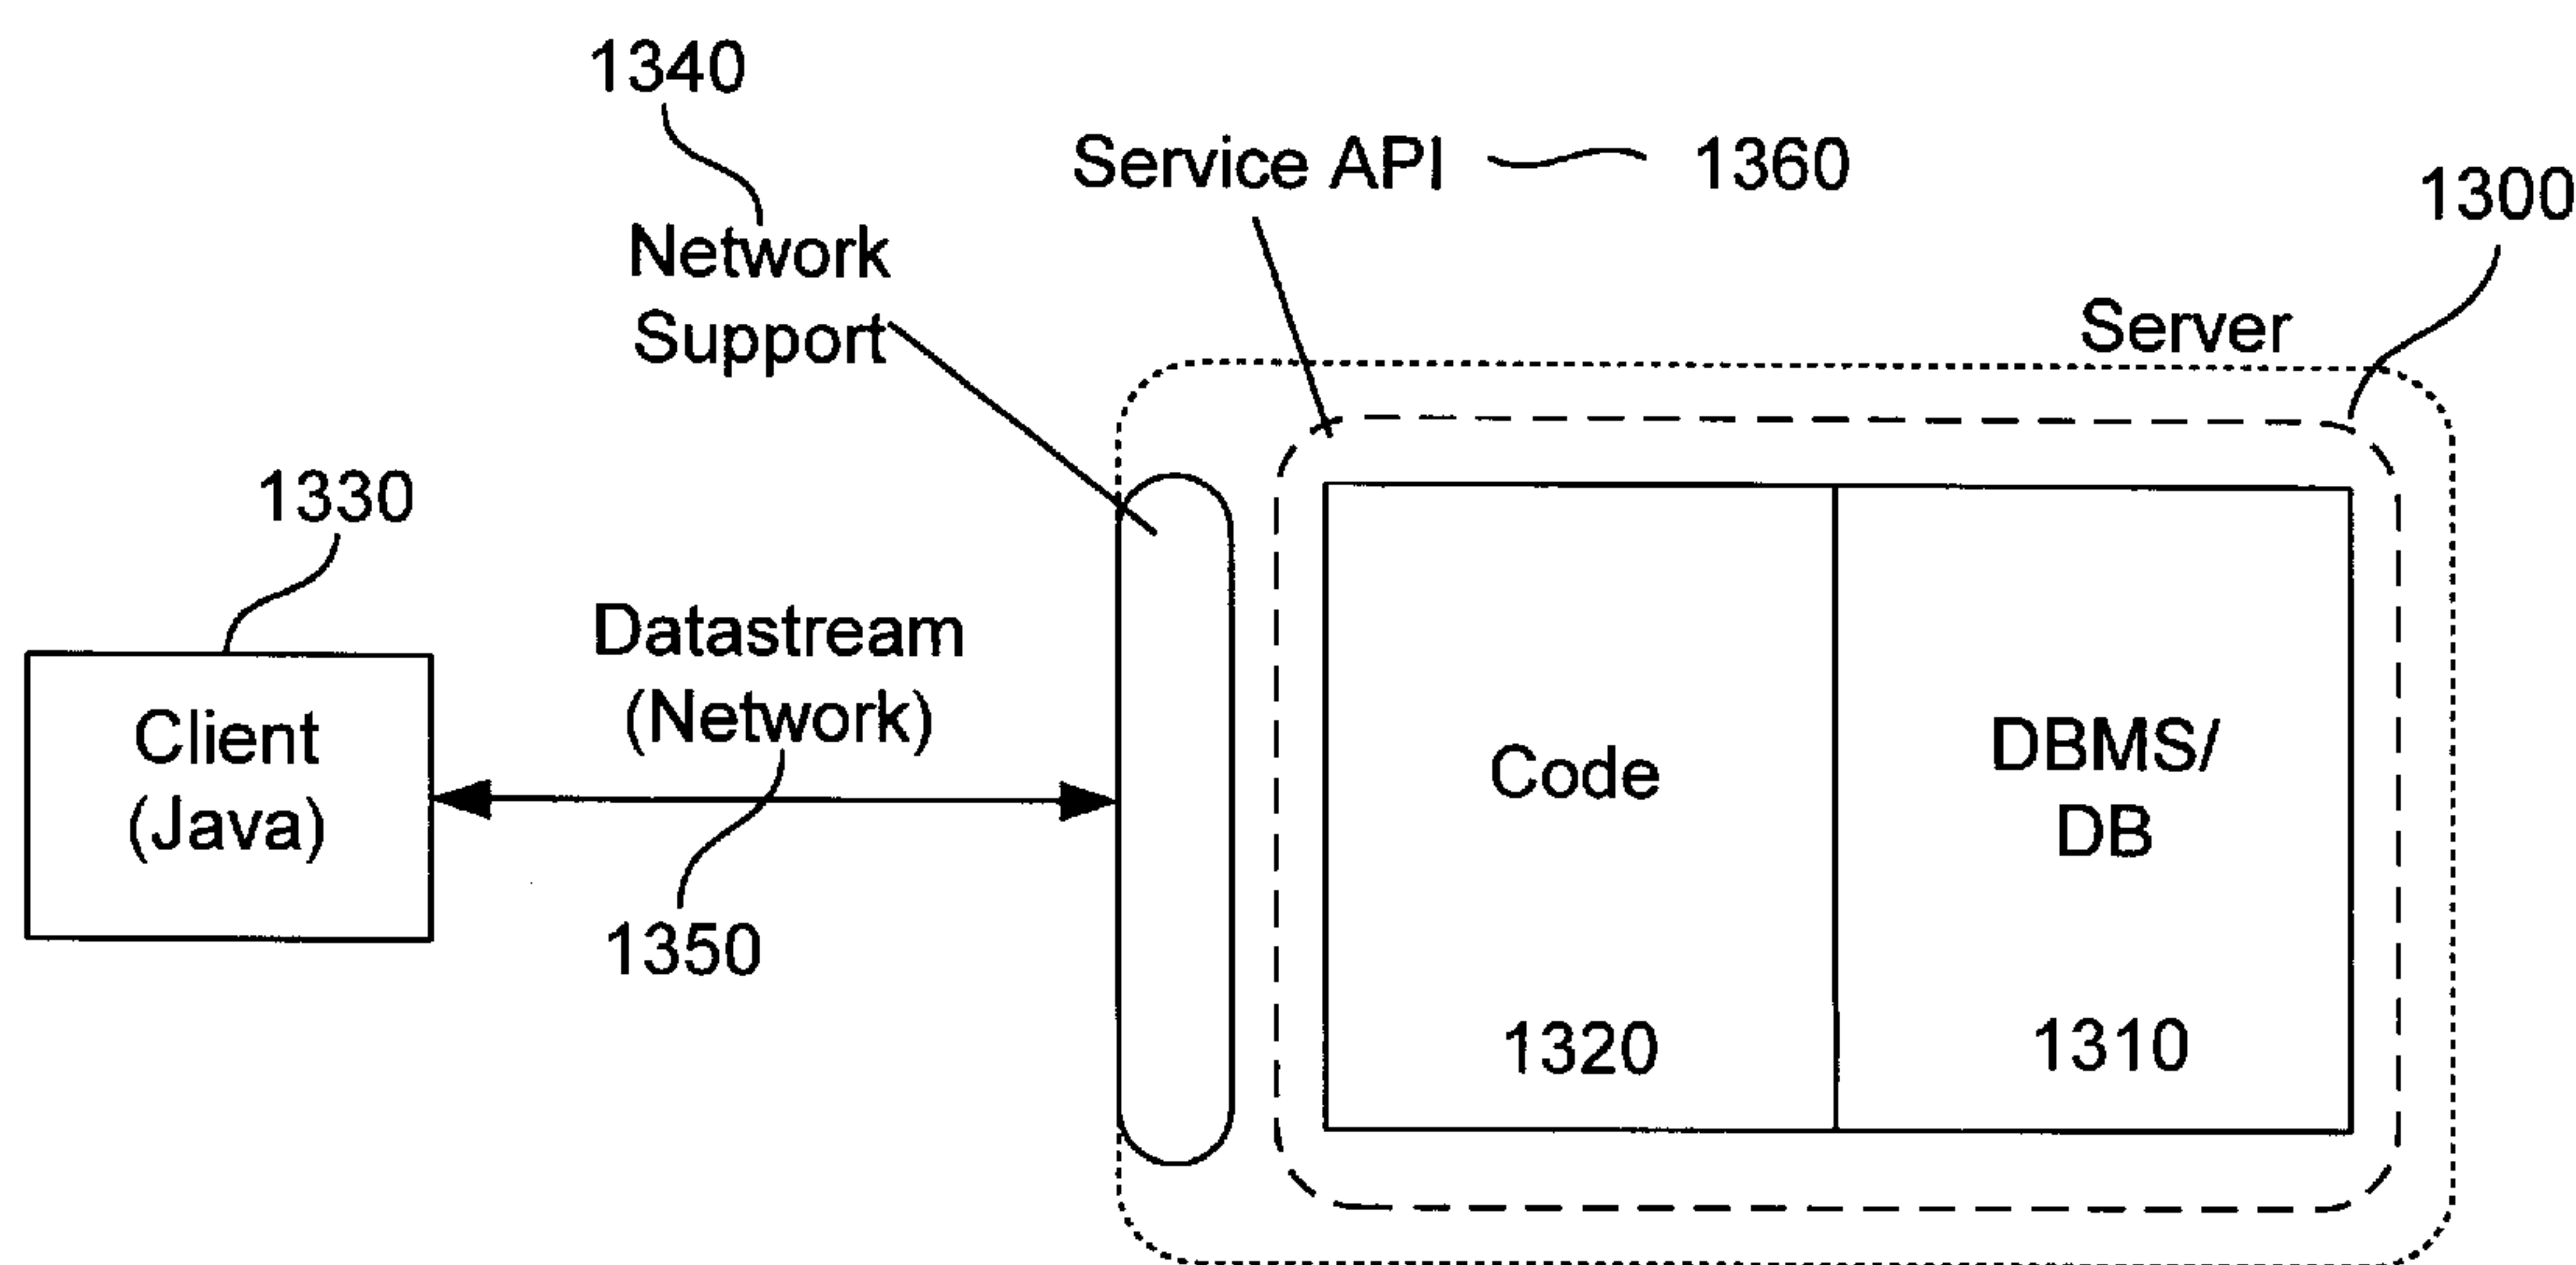 1340
Service API 1360
1300
Network
Support
Server
1330
Datastream
(Network)
Client
(Java)
Code
DBMS/
DB
1350
1320
1310